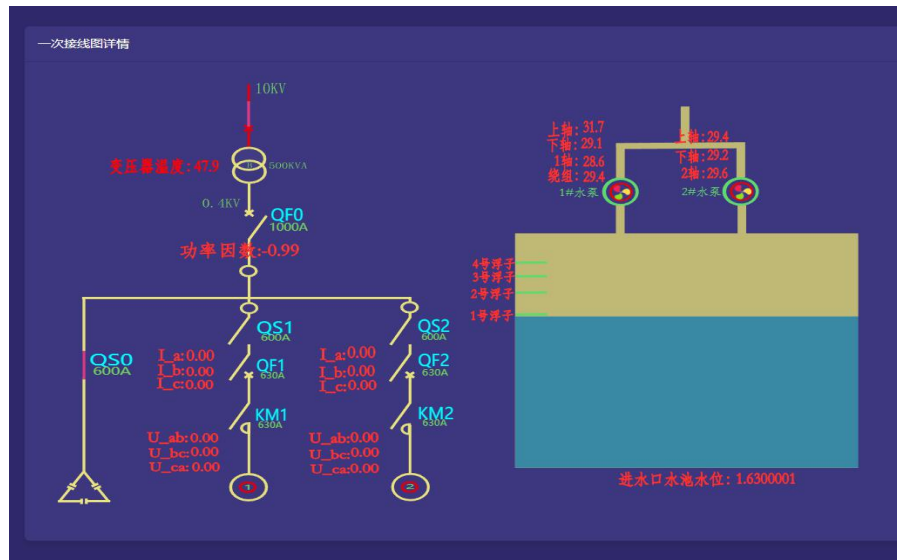 一次接线图详情
10KV
变压器温度:47.9
500KVA
0.4KV
QF0
1000A
功率因数:-0.99
QS0
600A
QS1
600A
I_a:0.00
I_b:0.00
I_c:0.00
QF1
630A
KM1
630A
U_ab:0.00
U_bc:0.00
U_ca:0.00
1
QS2
600A
I_a:0.00
I_b:0.00
I_c:0.00
QF2
630A
KM2
630A
U_ab:0.00
U_bc:0.00
U_ca:0.00
2
上轴: 31.7
下轴: 29.1
1轴: 28.6
绕组: 29.4
1#水泵
上轴: 29.4
下轴: 29.2
2轴: 29.6
2#水泵
4号浮子
3号浮子
2号浮子
1号浮子
进水口水池水位: 1.6300001